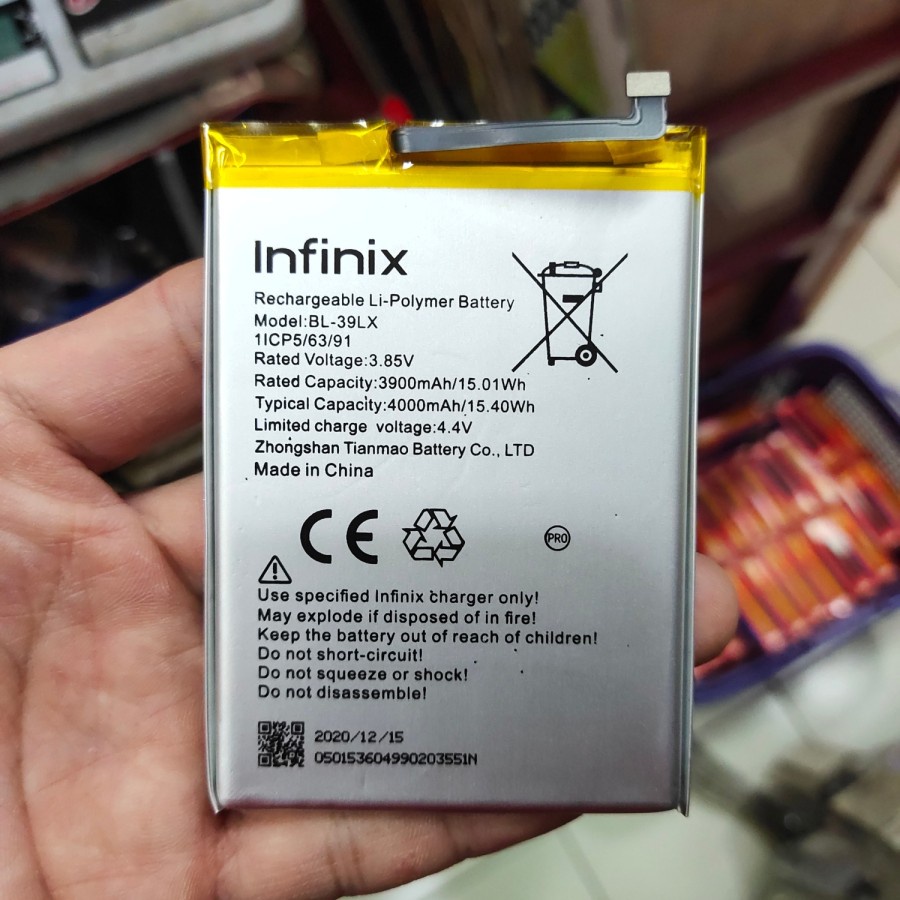 Infinix
Rechargeable Li-Polymer Battery
Model:BL-39LX
1ICP5/63/91
Rated Voltage:3.85V
Rated Capacity:3900mAh/15.01Wh
Typical Capacity:4000mAh/15.40Wh
Limited charge voltage:4.4V
Zhongshan Tianmao Battery Co., LTD
Made in China
CE
PRO
Use specified Infinix charger only!
May explode if disposed of in fire!
Keep the battery out of reach of children!
Do not short-circuit!
Do not squeeze or shock!
Do not disassemble!
2020/12/15
050153604990203551N